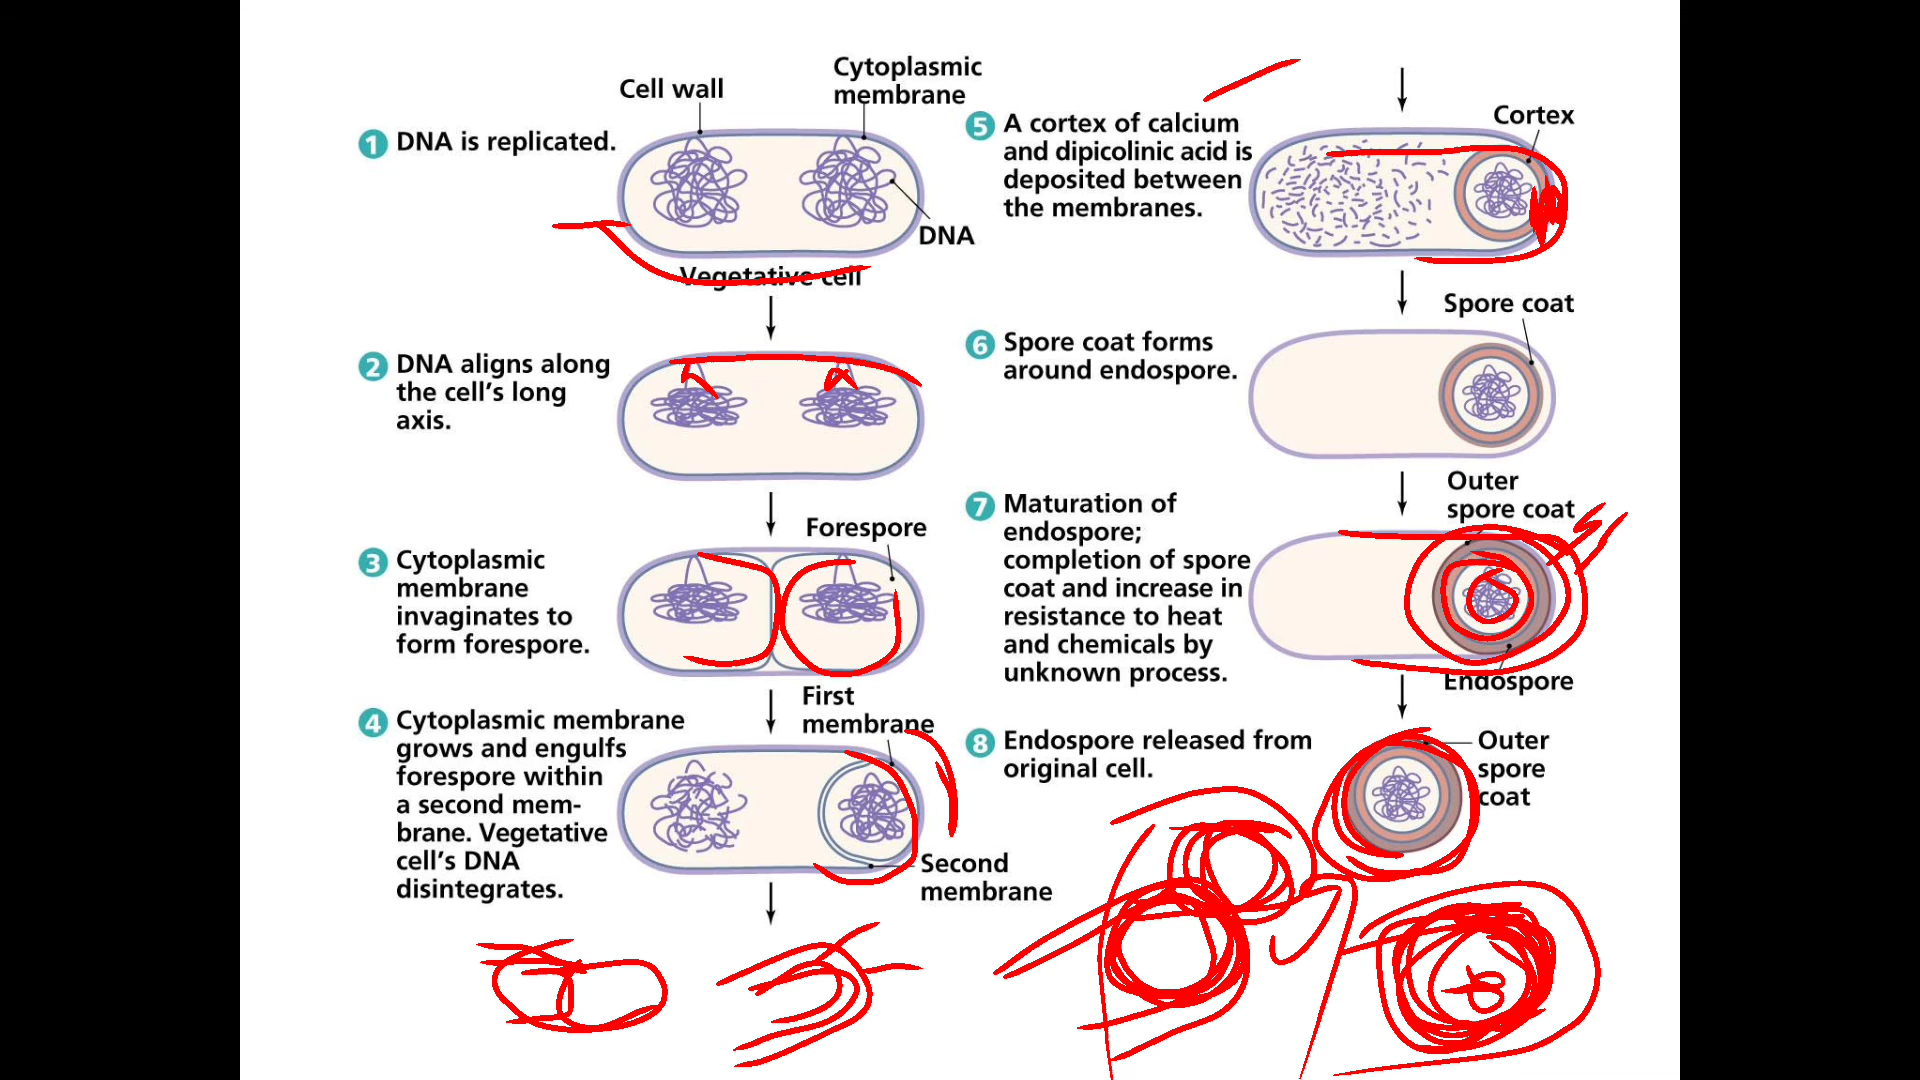 Cell wall
Cytoplasmic
membrane
1 DNA is replicated.
DNA
Vegetative cell
2 DNA aligns along
the cell's long
axis.
Forespore
3 Cytoplasmic
membrane
invaginates to
form forespore.
First
membrane
4 Cytoplasmic membrane
grows and engulfs
forespore within
a second mem-
brane. Vegetative
cell's DNA
disintegrates.
Second
membrane
Cortex
5 A cortex of calcium
and dipicolinic acid is
deposited between
the membranes.
Spore coat
6 Spore coat forms
around endospore.
Outer
spore coat
7 Maturation of
endospore;
completion of spore
coat and increase in
resistance to heat
and chemicals by
unknown process.
Endospore
8 Endospore released from
original cell.
Outer
spore
coat